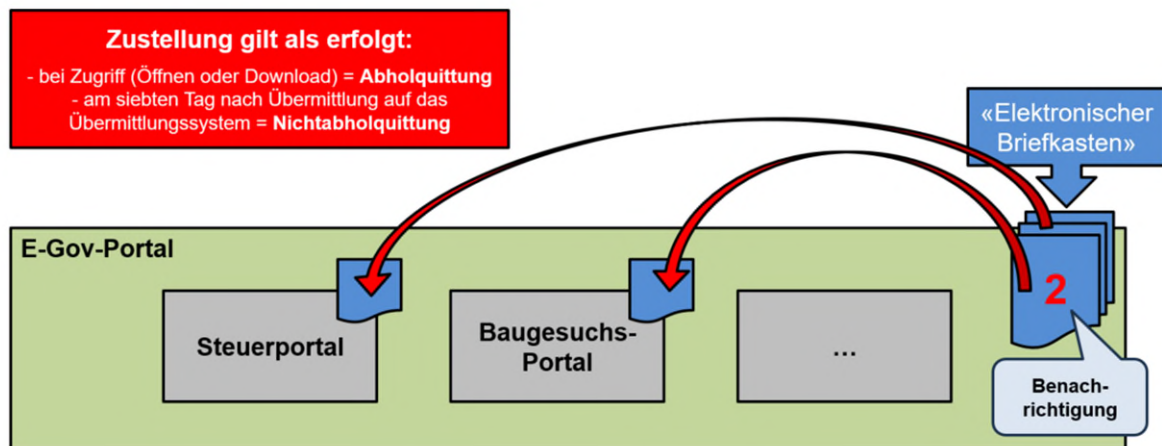 Zustellung gilt als erfolgt:
- bei Zugriff (Öffnen oder Download) = Abholquittung
- am siebten Tag nach Übermittlung auf das
Übermittlungssystem = Nichtabholquittung
«Elektronischer
Briefkasten»
E-Gov-Portal
2
Steuerportal
Baugesuchs-
Portal
...
Benach-
richtigung